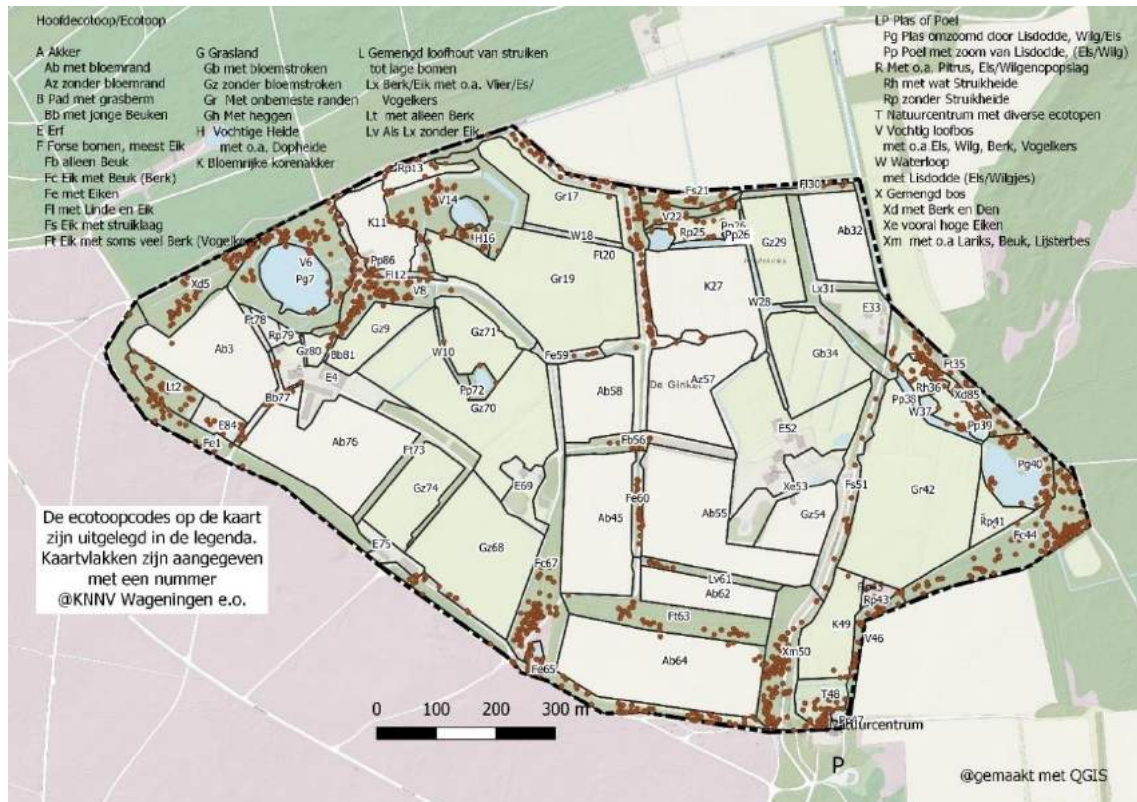 Hoofdecotoop/Ecotoop
A Akker
Ab met bloemrand
Az zonder bloemrand
B Pad met grasberm
Bb met jonge Beuken
E Erf
F Forse bomen, meest Eik
Fb alleen Beuk
Fc Eik met Beuk (Berk)
Fe met Eiken
Fl met Linde en Eik
Fs Eik met struiklaag
Ft Eik met soms veel Berk (Vogelkers)
G Grasland
Gb met bloemstroken
Gz zonder bloemstroken
Gr Met onbemeste randen
Gh Met heggen
H Vochtige Heide
met o.a. Dopheide
K Bloemrijke korenakker
L Gemengd loofhout van struiken
tot lage bomen
Lx Berk/Eik met o.a. Vlier/Es/
Vogelkers
Lt met alleen Berk
Lv Als Lx zonder Eik
LP Plas of Poel
Pg Plas omzoomd door Lisdodde, Wilg/Els
Pp Poel met zoom van Lisdodde, (Els/Wilg)
R Met o.a. Pitrus, Els/Wilgenopopslag
Rh met wat Struikheide
Rp zonder Struikheide
T Natuurcentrum met diverse ecotopen
V Vochtig loofbos
met o.a.Els, Wilg, Berk, Vogelkers
W Waterloop
met Lisdodde (Els/Wilgjes)
X Gemengd bos
Xd met Berk en Den
Xe vooral hoge Eiken
Xm met o.a Lariks, Beuk, Lijsterbes
Rp13
V14
K11
H16
Gr17
W18
Ft20
Gr19
Fs21
V22
Rp25
Pp26
Pp26
Gz29
Fl30
Ab32
V6
Pg7
Pp86
Fl12
V8
Xd5
K27
W28
Lx31
E33
Ft78
Rp79
Gz80
Ab3
Gz9
Bb81
Gz71
W10
Fe59
Gb34
Ft35
E4
Pp72
Gz70
Ab58
De Ginkel
Az57
Rh36
Pp38
W37
Xd85
Pp39
Lt2
Bb77
E84
Fe1
Ab76
Ft73
Fb56
E52
Pg40
Gz74
E69
Fe60
Xe53
Fs51
Gr42
Ab45
Ab55
Gz54
Rp41
Fc44
E75
Gz68
Fc67
Lv61
Ab62
Rp43
Ft63
K49
V46
Fe65
Ab64
Xm50
T48
Natuurcentrum
De ecotoopcodes op de kaart
zijn uitgelegd in de legenda.
Kaartvlakken zijn aangegeven
met een nummer
@KNNV Wageningen e.o.
0 100 200 300 m
P
@gemaakt met QGIS